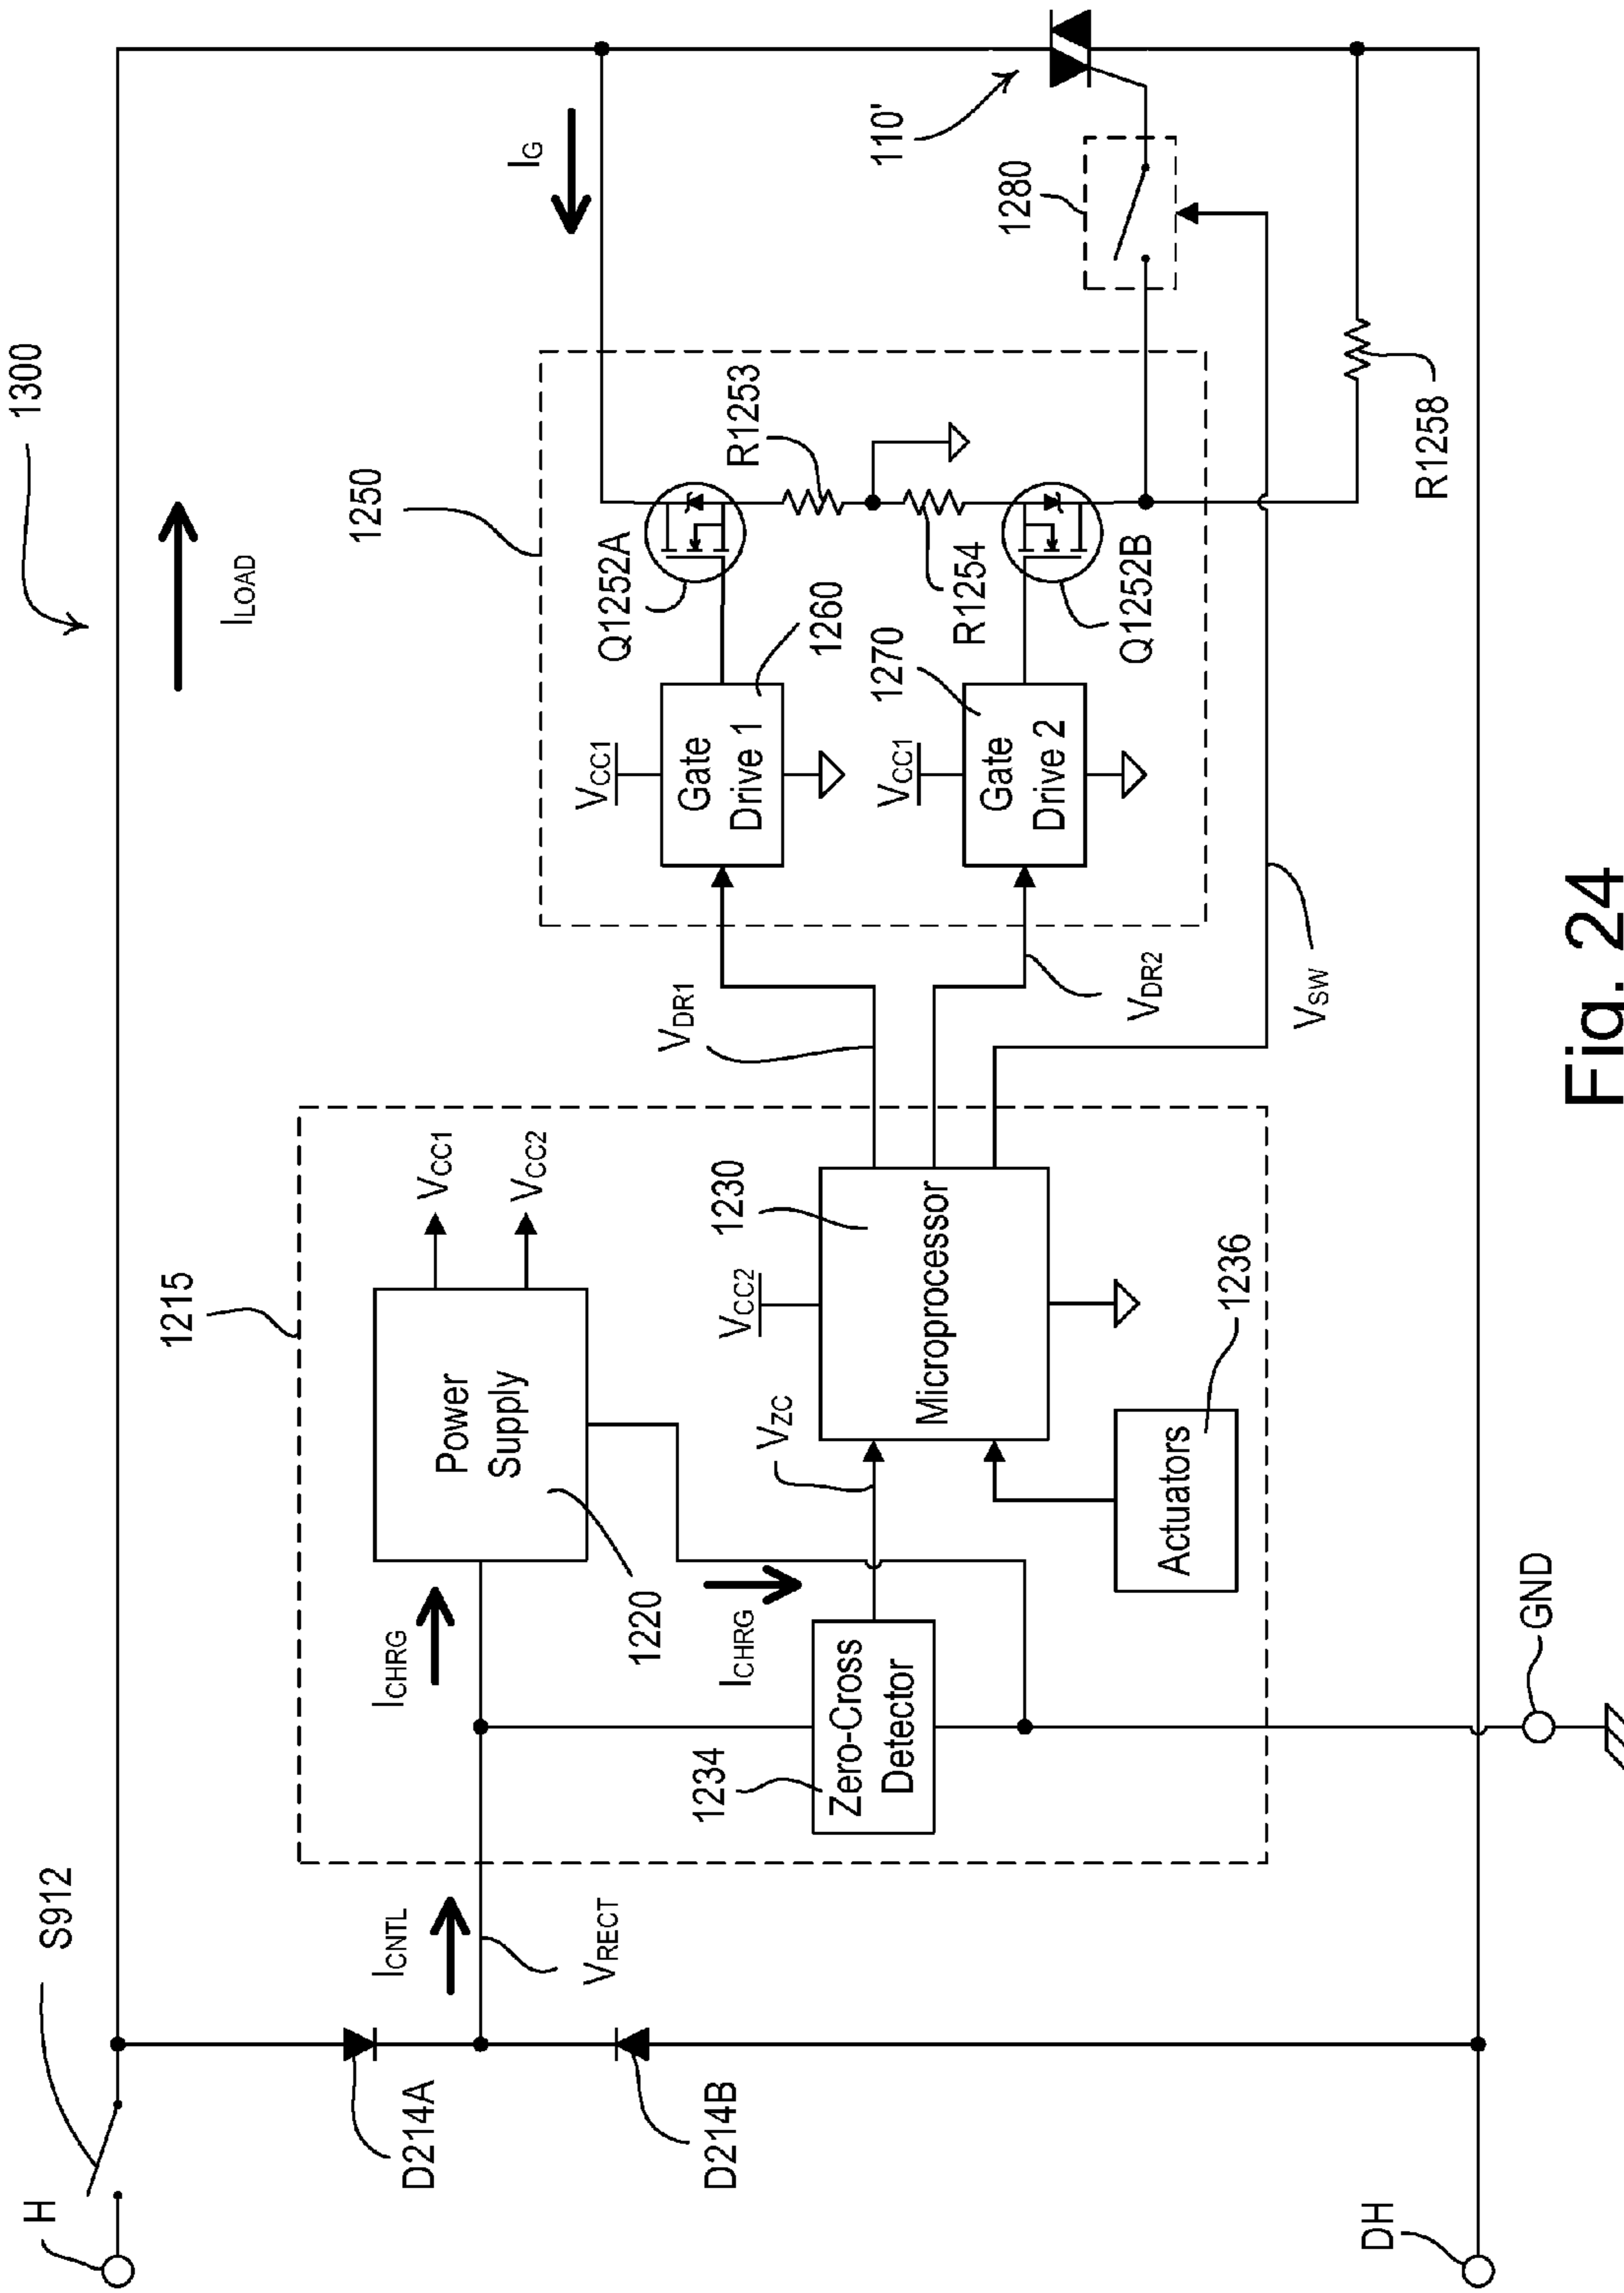 1300
I_LOAD
H
S912
D214A
D214B
DH
I_CNTL
V_RECT
1215
I_CHRG
Power
Supply
1220
V_CC1
V_CC2
I_CHRG
1234
Zero-Cross
Detector
V_ZC
V_CC2
1230
Microprocessor
Actuators
1236
GND
V_DR1
V_DR2
V_SW
1250
V_CC1
Gate
Drive 1
1260
V_CC1
Gate
Drive 2
1270
Q1252A
R1253
R1254
Q1252B
I_G
1280
110'
R1258
Fig. 24